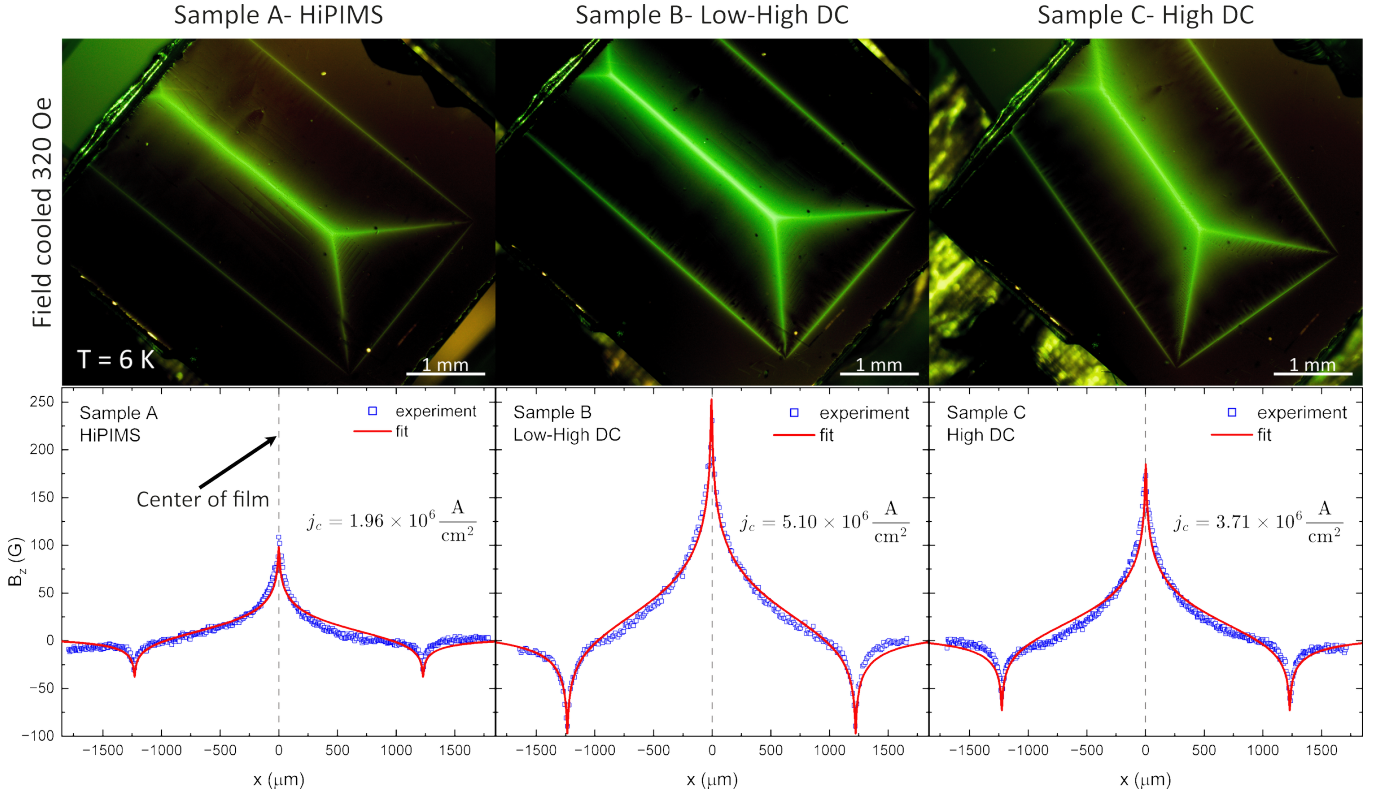 Sample A- HiPIMS
Sample B- Low-High DC
Sample C- High DC
Field cooled 320 Oe
T = 6 K
1 mm
1 mm
1 mm
Sample A
HiPIMS
experiment
fit
Center of film
j_c = 1.96 × 10^6 A/cm^2
Sample B
Low-High DC
experiment
fit
j_c = 5.10 × 10^6 A/cm^2
Sample C
High DC
experiment
fit
j_c = 3.71 × 10^6 A/cm^2
B_z (G)
250
200
150
100
50
0
−50
−100
−1500 −1000 −500 0 500 1000 1500
−1500 −1000 −500 0 500 1000 1500
−1500 −1000 −500 0 500 1000 1500
x (μm)
x (μm)
x (μm)